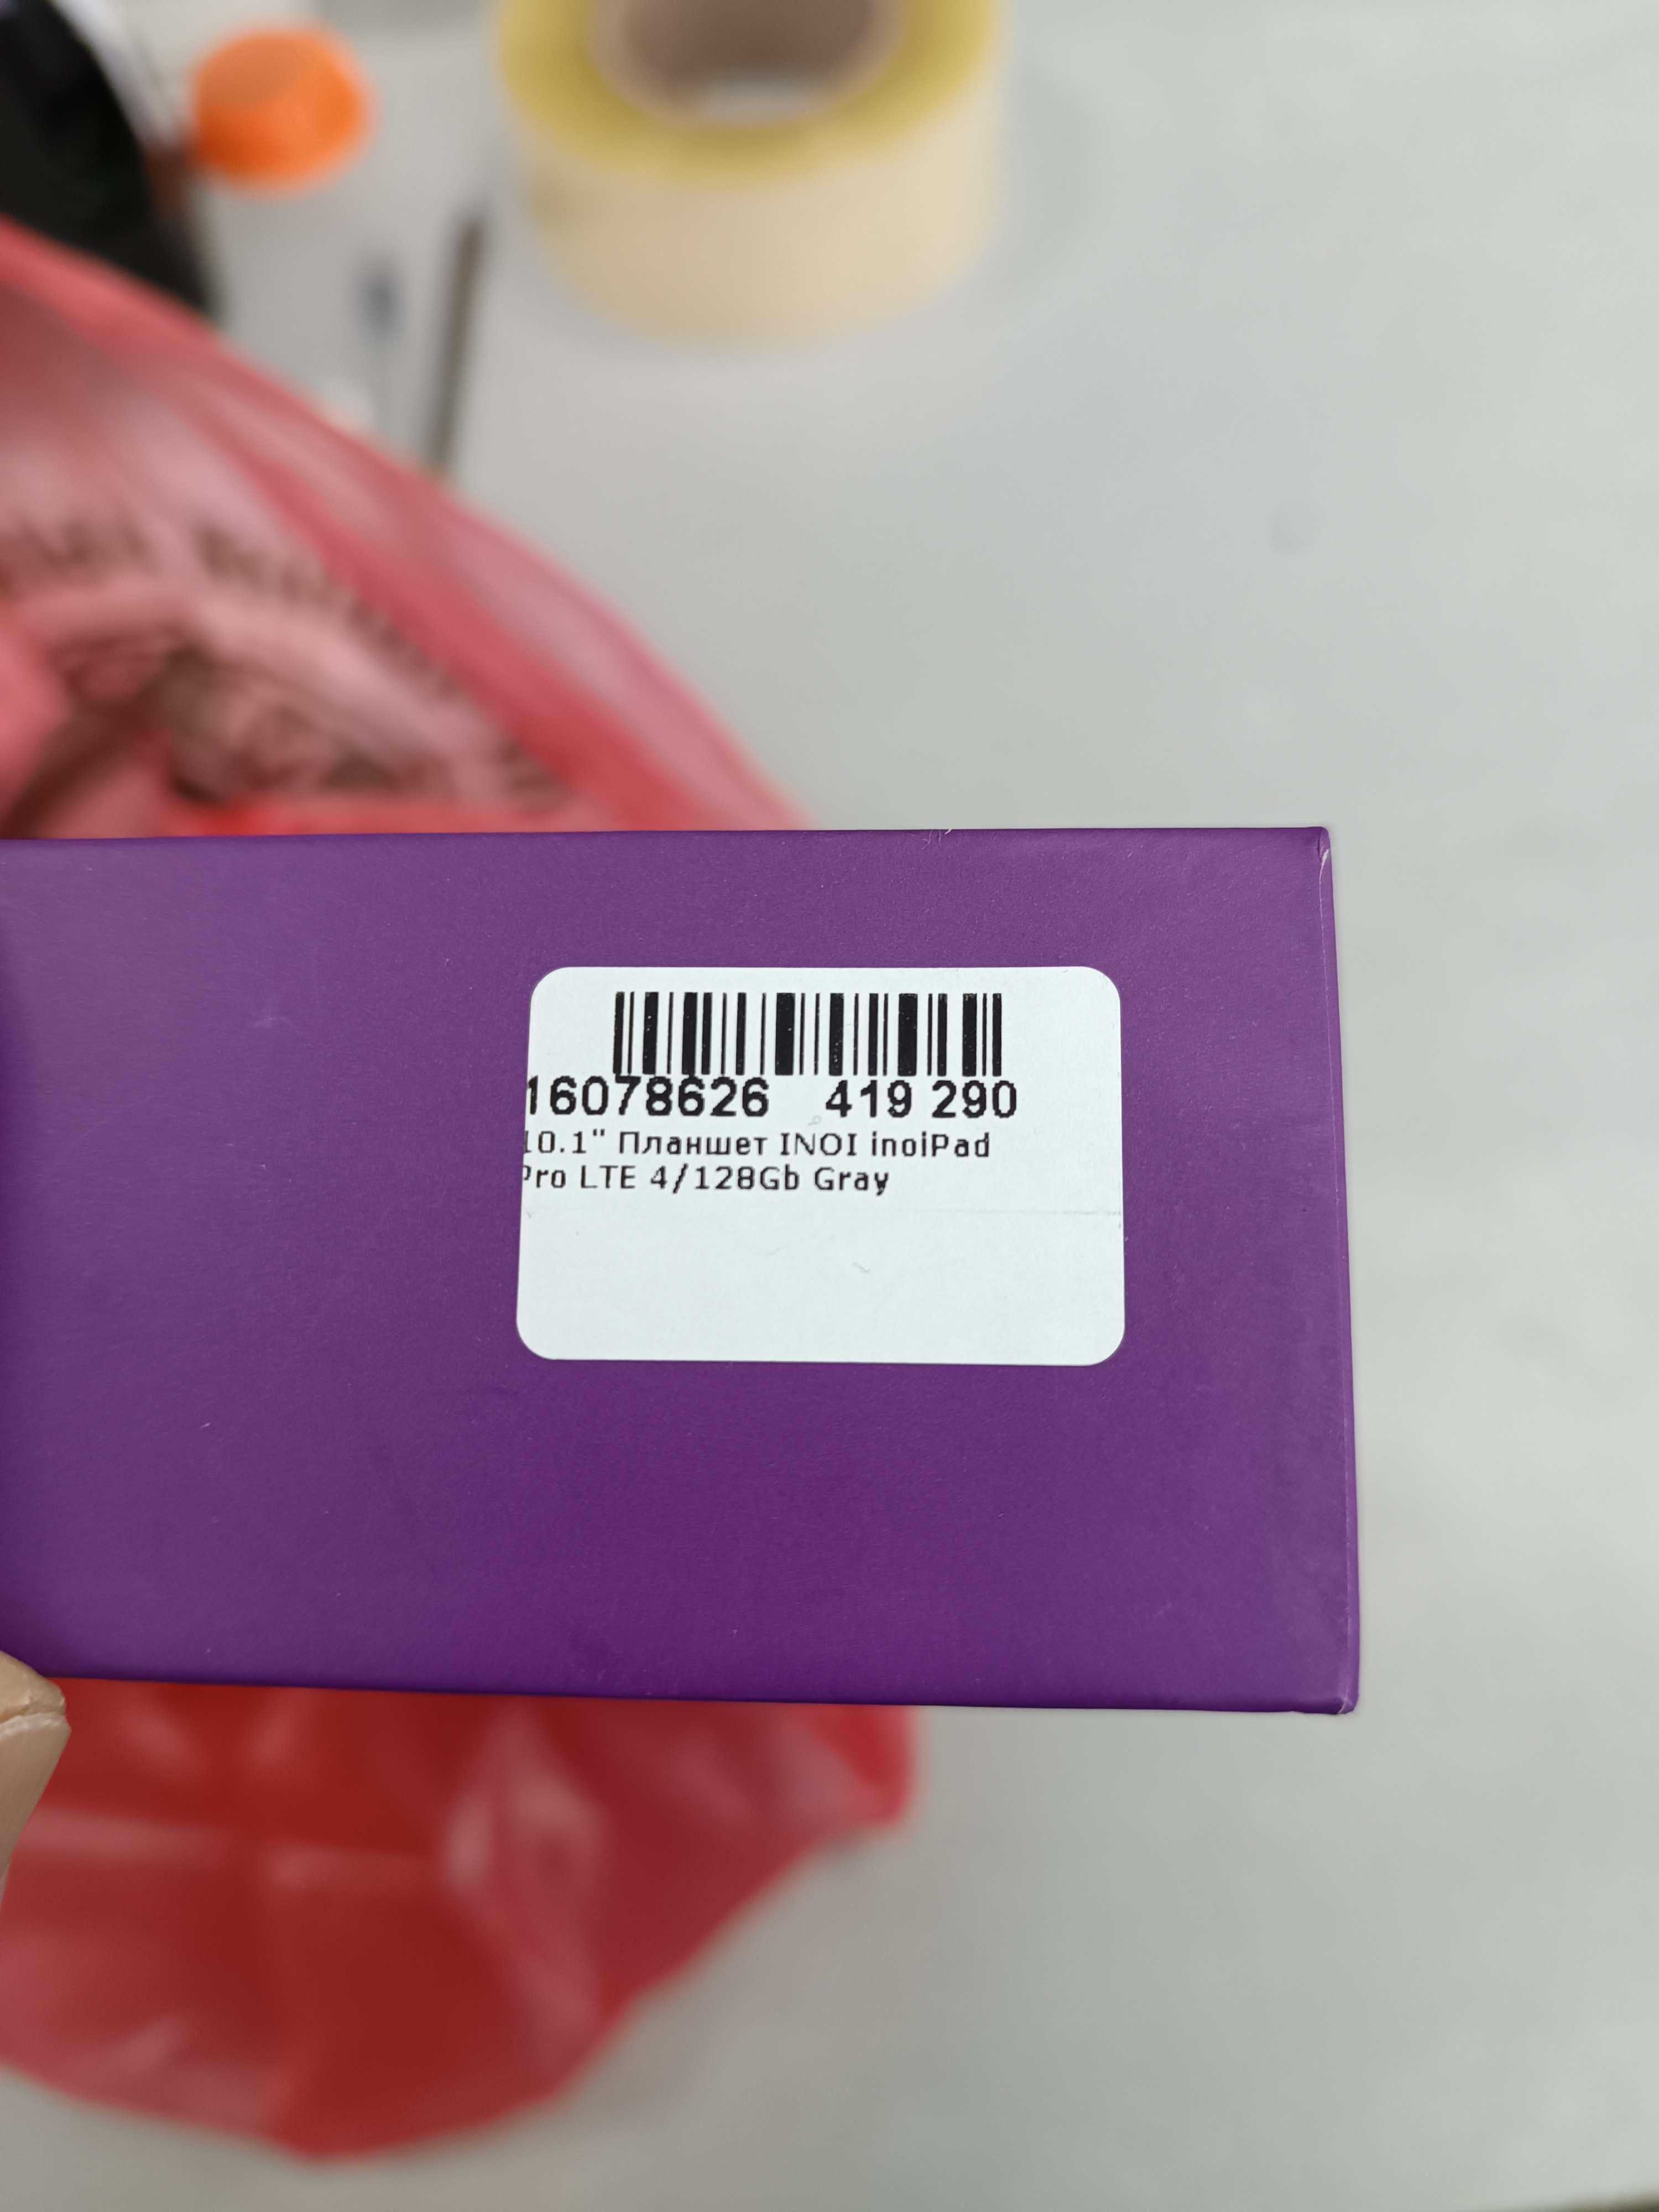 16078626 419 290
10.1" Планшет INOI inoiPad
Pro LTE 4/128Gb Gray